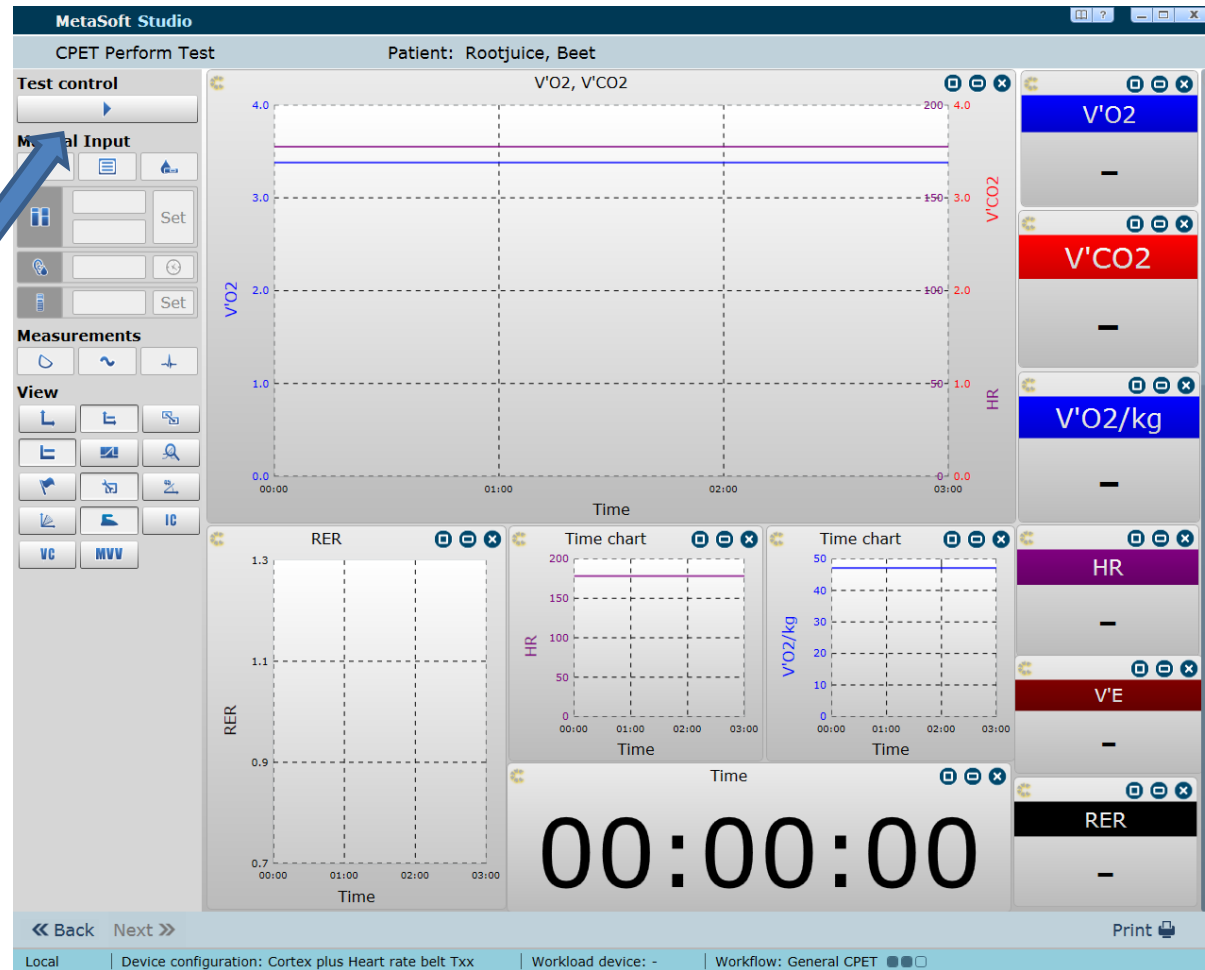 MetaSoft Studio
?
X
CPET Perform Test
Patient: Rootjuice, Beet
Test control
Input
Set
Set
Measurements
View
IC
VC
MVV
V'O2, V'CO2
4.0
3.0
2.0
1.0
0.0
V'O2
200
150
100
50
0
HR
4.0
3.0
2.0
1.0
0.0
V'CO2
00:00
01:00
02:00
03:00
Time
RER
1.3
1.1
0.9
0.7
RER
00:00
01:00
02:00
03:00
Time
Time chart
200
150
100
50
0
HR
00:00
01:00
02:00
03:00
Time
Time chart
50
40
30
20
10
0
V'O2/kg
00:00
01:00
02:00
03:00
Time
Time
00:00:00
V'O2
–
V'CO2
–
V'O2/kg
–
HR
–
V'E
–
RER
–
« Back
Next »
Print
Local
Device configuration: Cortex plus Heart rate belt Txx
Workload device: -
Workflow: General CPET